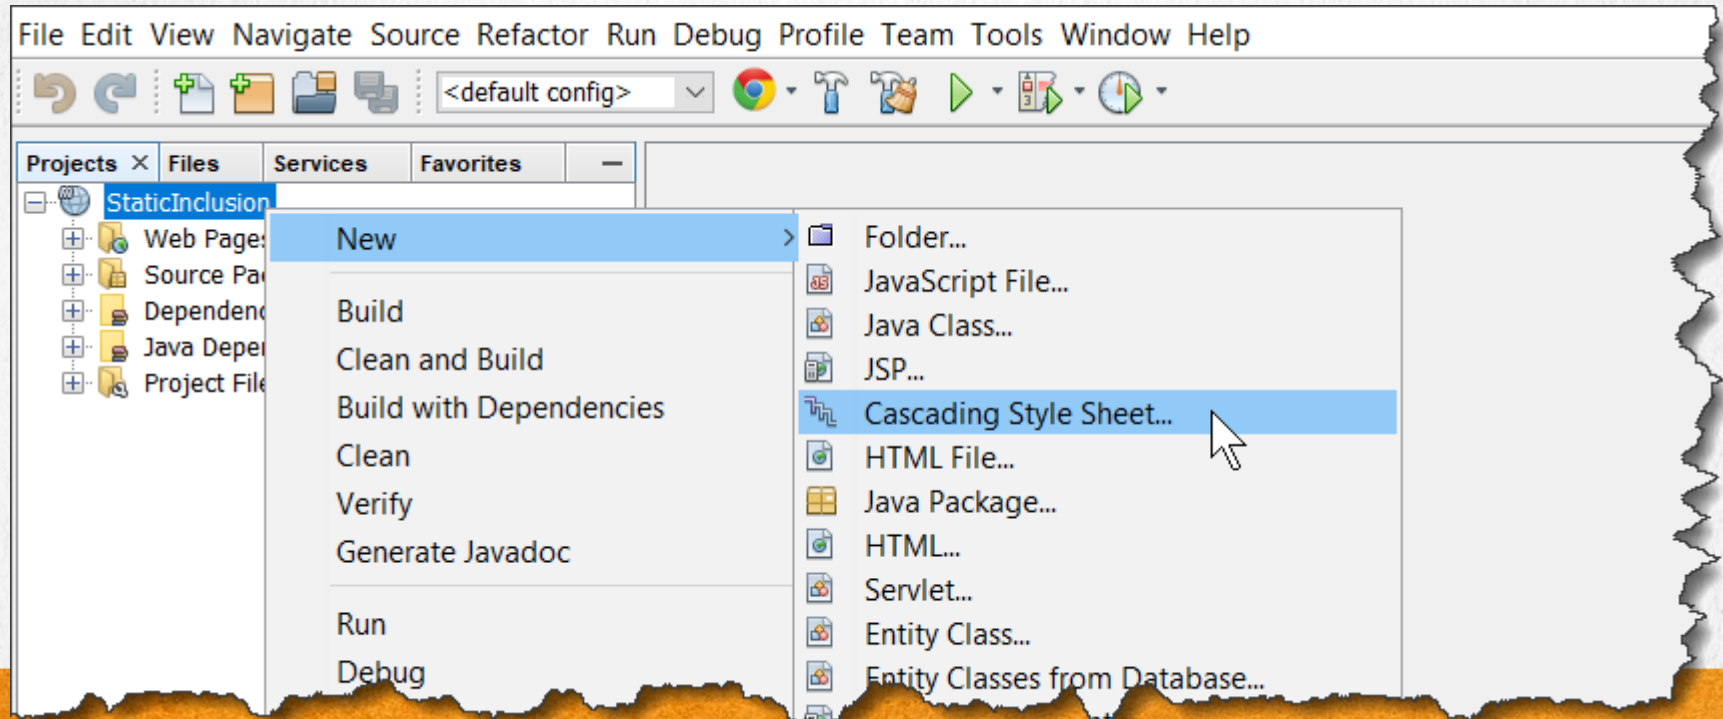 File Edit View Navigate Source Refactor Run Debug Profile Team Tools Window Help
<default config>
Projects × Files Services Favorites
StaticInclusion
Web Pages
Source Pa
Dependen
Java Depe
Project File
New
Build
Clean and Build
Build with Dependencies
Clean
Verify
Generate Javadoc
Run
Debug
Folder...
JavaScript File...
Java Class...
JSP...
Cascading Style Sheet...
HTML File...
Java Package...
HTML...
Servlet...
Entity Class...
Entity Classes from Database...